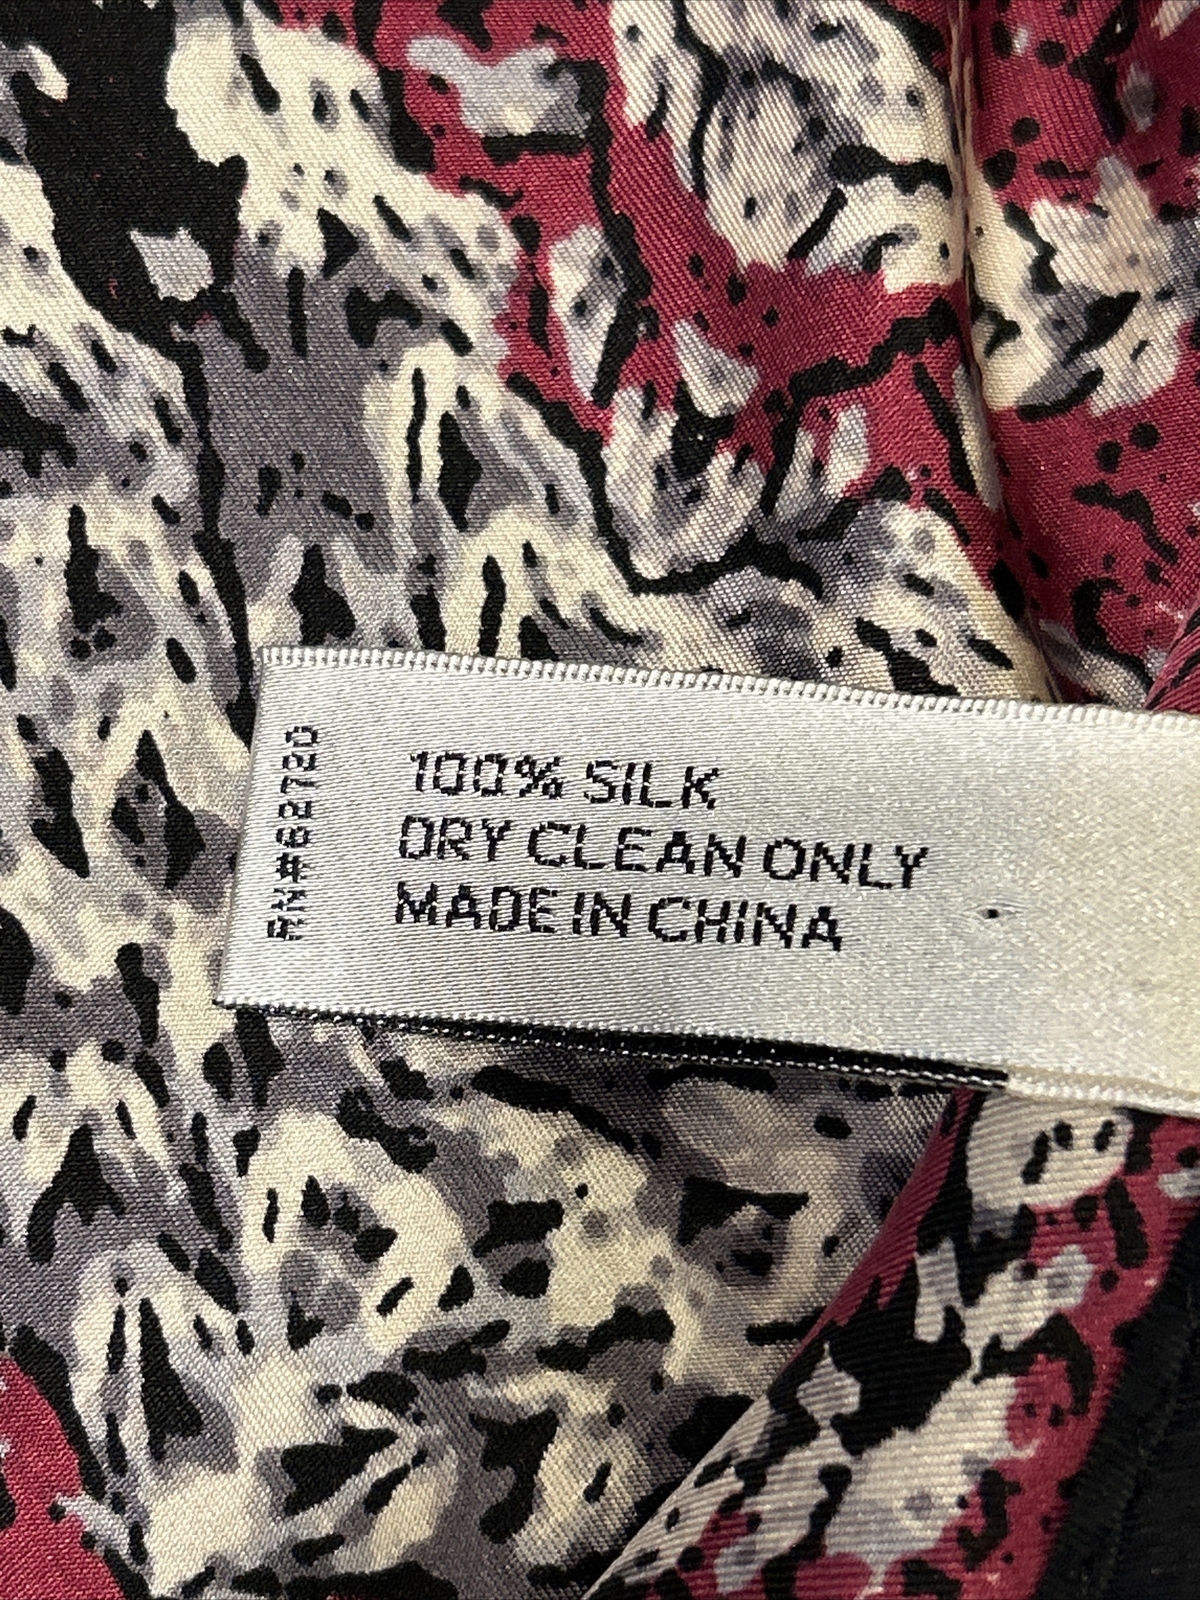 100% SILK
DRY CLEAN ONLY
MADE IN CHINA
RN#62720